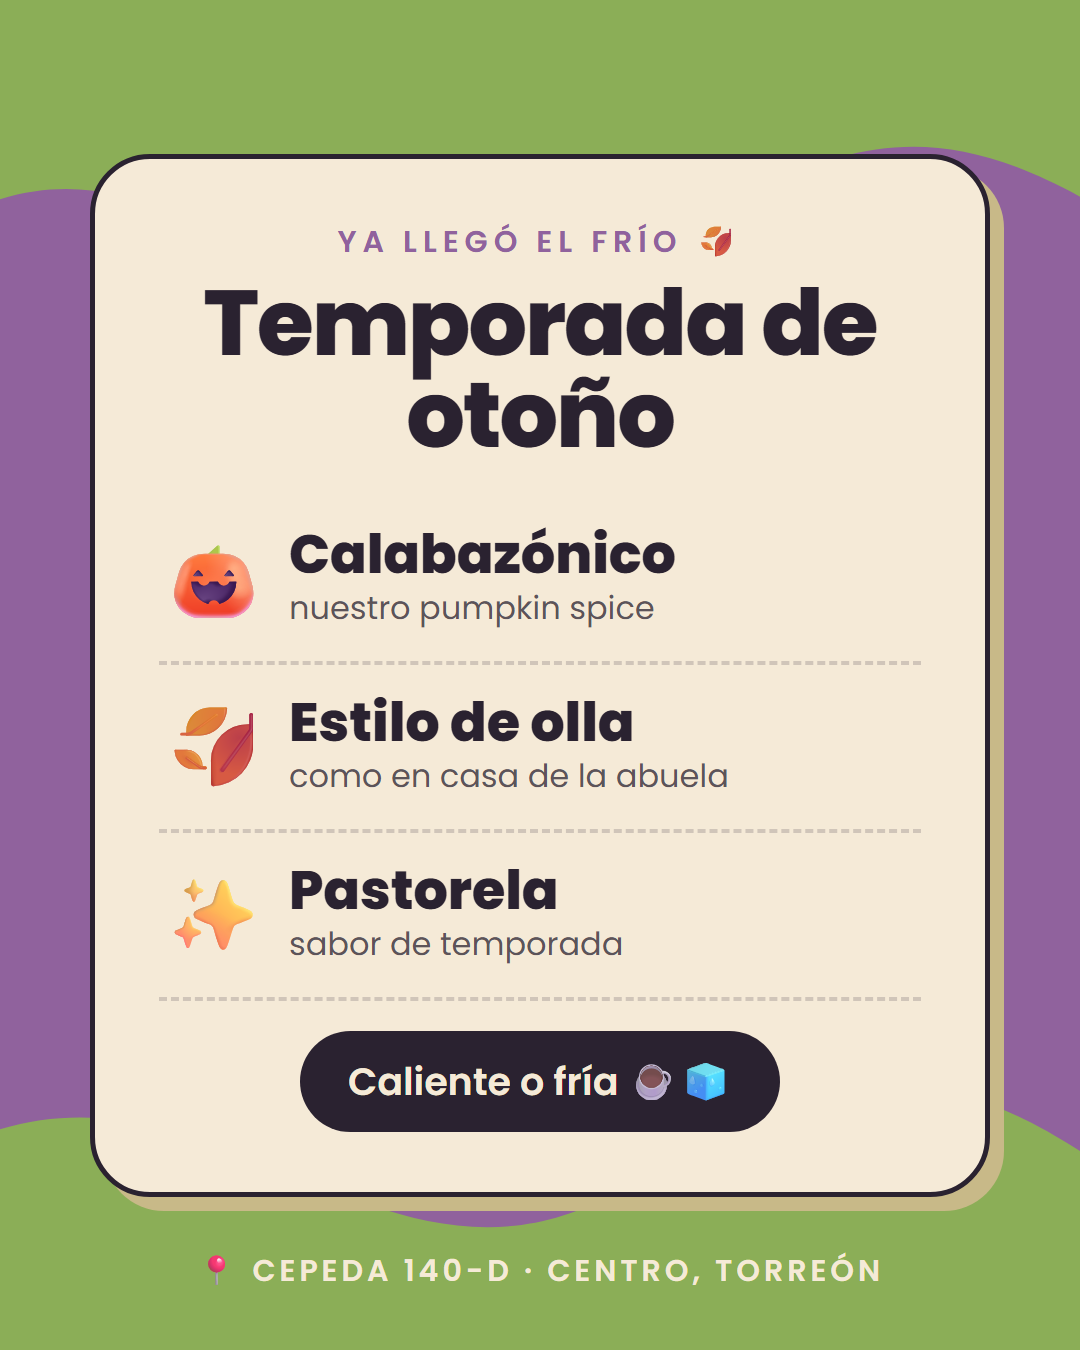 YA LLEGÓ EL FRÍO 🍂
Temporada de
otoño
Calabazónico
nuestro pumpkin spice
Estilo de olla
como en casa de la abuela
Pastorela
sabor de temporada
Caliente o fría ☕🧊
📍 CEPEDA 140-D · CENTRO, TORREÓN